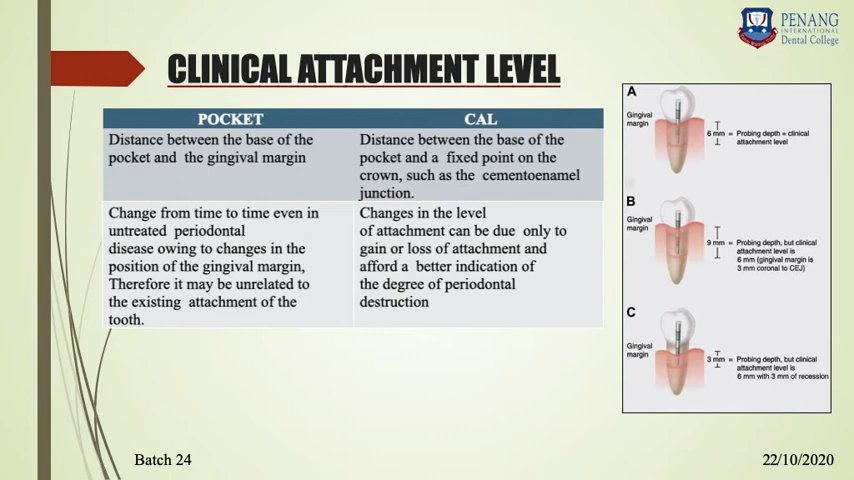 PENANG
INTERNATIONAL
Dental College
CLINICAL ATTACHMENT LEVEL
POCKET
CAL
Distance between the base of the
pocket and the gingival margin
Distance between the base of the
pocket and a fixed point on the
crown, such as the cementoenamel
junction.
Change from time to time even in
untreated periodontal
disease owing to changes in the
position of the gingival margin,
Therefore it may be unrelated to
the existing attachment of the
tooth.
Changes in the level
of attachment can be due only to
gain or loss of attachment and
afford a better indication of
the degree of periodontal
destruction
A
Gingival
margin
6 mm = Probing depth = clinical
attachment level
B
Gingival
margin
9 mm = Probing depth, but clinical
attachment level is
6 mm (gingival margin is
3 mm coronal to CEJ)
C
Gingival
margin
3 mm = Probing depth, but clinical
attachment level is
6 mm with 3 mm of recession
Batch 24
22/10/2020